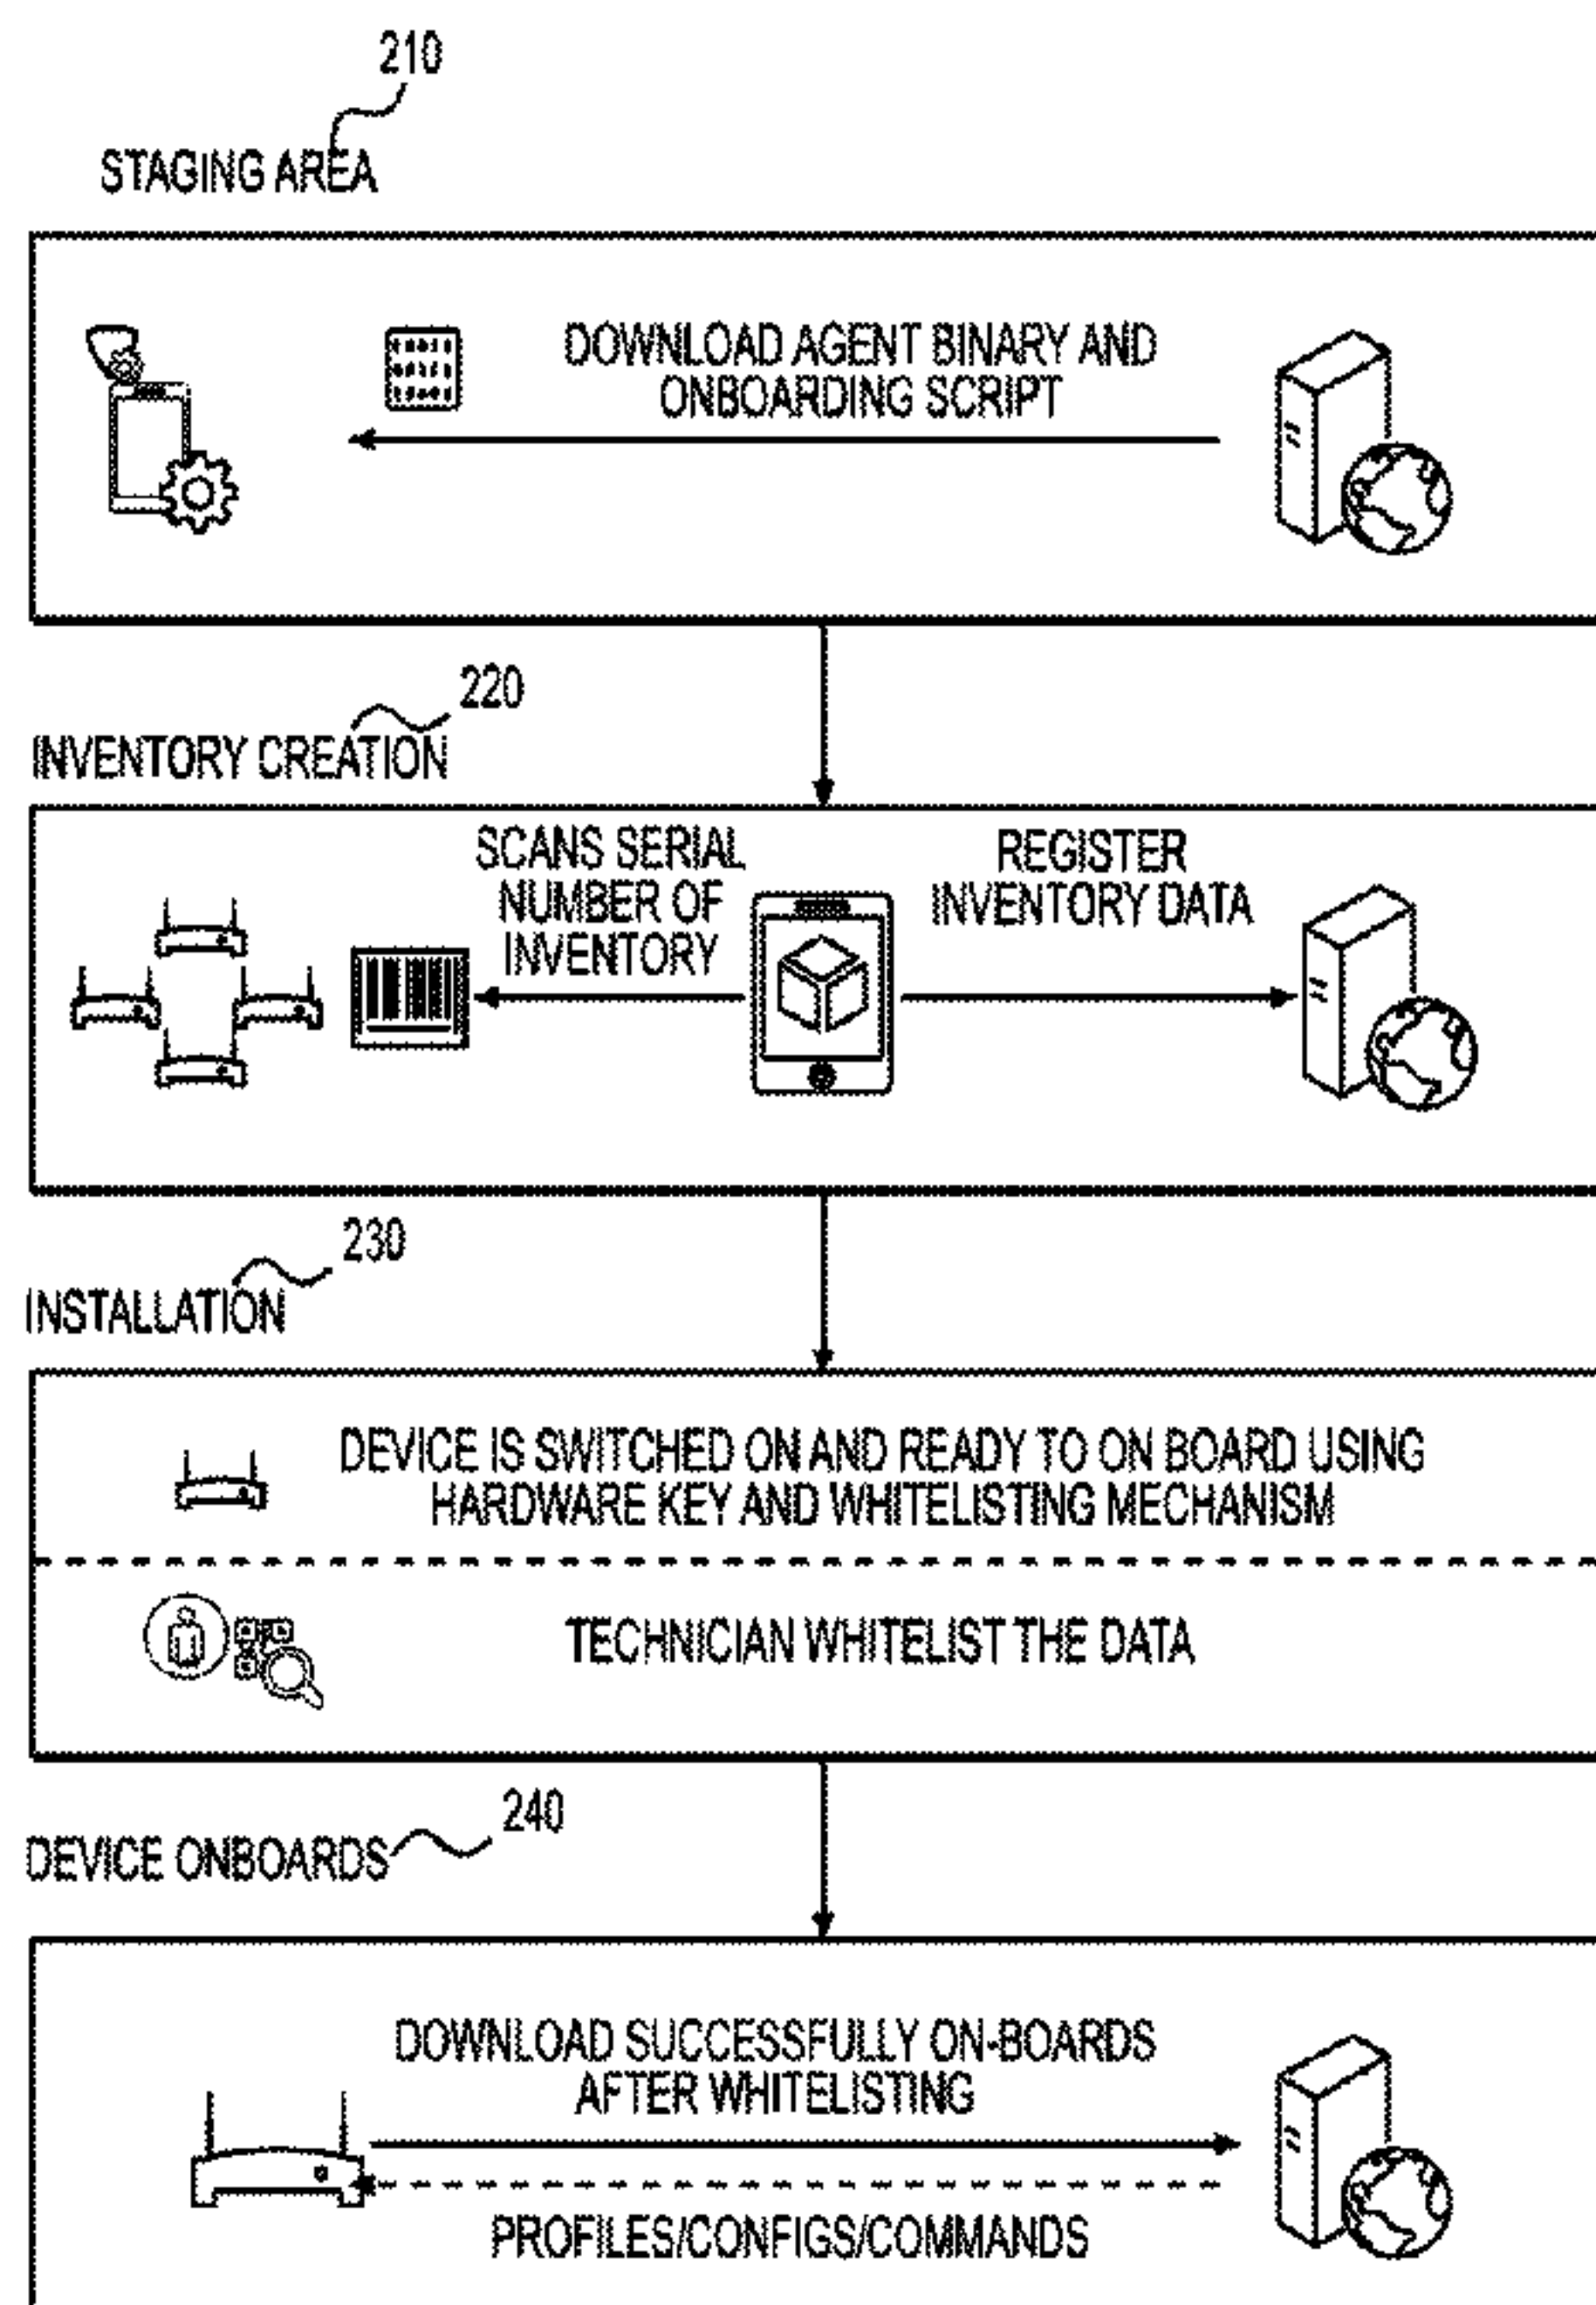 210
STAGING AREA
DOWNLOAD AGENT BINARY AND
ONBOARDING SCRIPT
220
INVENTORY CREATION
SCANS SERIAL
NUMBER OF
INVENTORY
REGISTER
INVENTORY DATA
230
INSTALLATION
DEVICE IS SWITCHED ON AND READY TO ON BOARD USING
HARDWARE KEY AND WHITELISTING MECHANISM
TECHNICIAN WHITELIST THE DATA
240
DEVICE ONBOARDS
DOWNLOAD SUCCESSFULLY ON-BOARDS
AFTER WHITELISTING
PROFILES/CONFIGS/COMMANDS